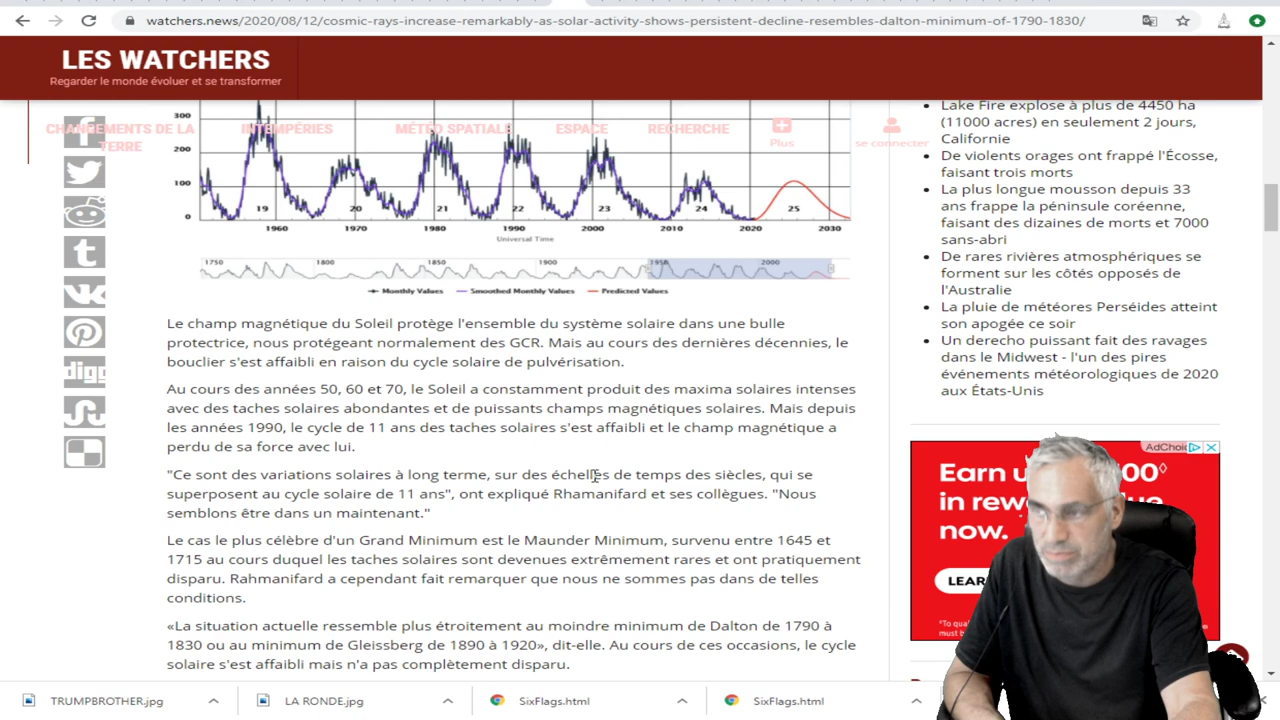 watchers.news/2020/08/12/cosmic-rays-increase-remarkably-as-solar-activity-shows-persistent-decline-resembles-dalton-minimum-of-1790-1830/
LES WATCHERS
Regarder le monde évoluer et se transformer
CHANGEMENTS DE LA TERRE
INTEMPÉRIES
MÉTÉO SPATIALE
ESPACE
RECHERCHE
Plus
se connecter
300
200
100
0
19 20 21 22 23 24 25
1960 1970 1980 1990 2000 2010 2020 2030
Universal Time
1750 1800 1850 1900 1950 2000
Monthly Values Smoothed Monthly Values Predicted Values
Le champ magnétique du Soleil protège l'ensemble du système solaire dans une bulle
protectrice, nous protégeant normalement des GCR. Mais au cours des dernières décennies, le
bouclier s'est affaibli en raison du cycle solaire de pulvérisation.
Au cours des années 50, 60 et 70, le Soleil a constamment produit des maxima solaires intenses
avec des taches solaires abondantes et de puissants champs magnétiques solaires. Mais depuis
les années 1990, le cycle de 11 ans des taches solaires s'est affaibli et le champ magnétique a
perdu de sa force avec lui.
"Ce sont des variations solaires à long terme, sur des échelles de temps des siècles, qui se
superposent au cycle solaire de 11 ans", ont expliqué Rhamanifard et ses collègues. "Nous
semblons être dans un maintenant."
Le cas le plus célèbre d'un Grand Minimum est le Maunder Minimum, survenu entre 1645 et
1715 au cours duquel les taches solaires sont devenues extrêmement rares et ont pratiquement
disparu. Rahmanifard a cependant fait remarquer que nous ne sommes pas dans de telles
conditions.
«La situation actuelle ressemble plus étroitement au moindre minimum de Dalton de 1790 à
1830 ou au minimum de Gleissberg de 1890 à 1920», dit-elle. Au cours de ces occasions, le cycle
solaire s'est affaibli mais n'a pas complètement disparu.
Lake Fire explose à plus de 4450 ha
(11000 acres) en seulement 2 jours,
Californie
De violents orages ont frappé l'Écosse,
faisant trois morts
La plus longue mousson depuis 33
ans frappe la péninsule coréenne,
faisant des dizaines de morts et 7000
sans-abri
De rares rivières atmosphériques se
forment sur les côtés opposés de
l'Australie
La pluie de météores Perséides atteint
son apogée ce soir
Un derecho puissant fait des ravages
dans le Midwest - l'un des pires
événements météorologiques de 2020
aux États-Unis
AdChoic
Earn
in rew
now.
LEAR
digg
TRUMPBROTHER.jpg
LA RONDE.jpg
SixFlags.html
SixFlags.html